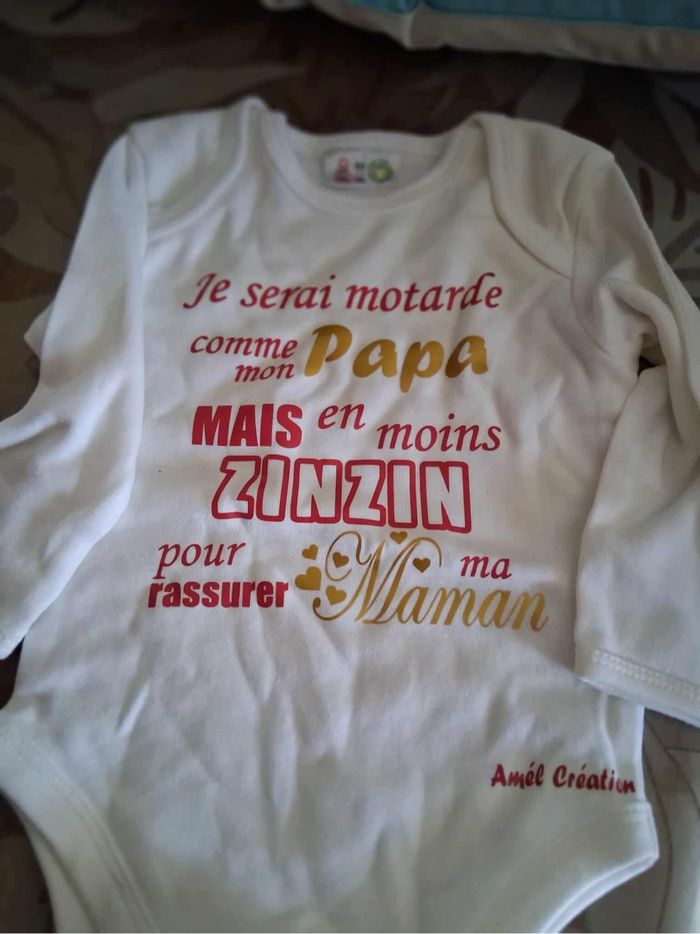 Je serai motarde
comme mon Papa
MAIS en moins
ZINZIN
pour rassurer ma Maman
Amél Création